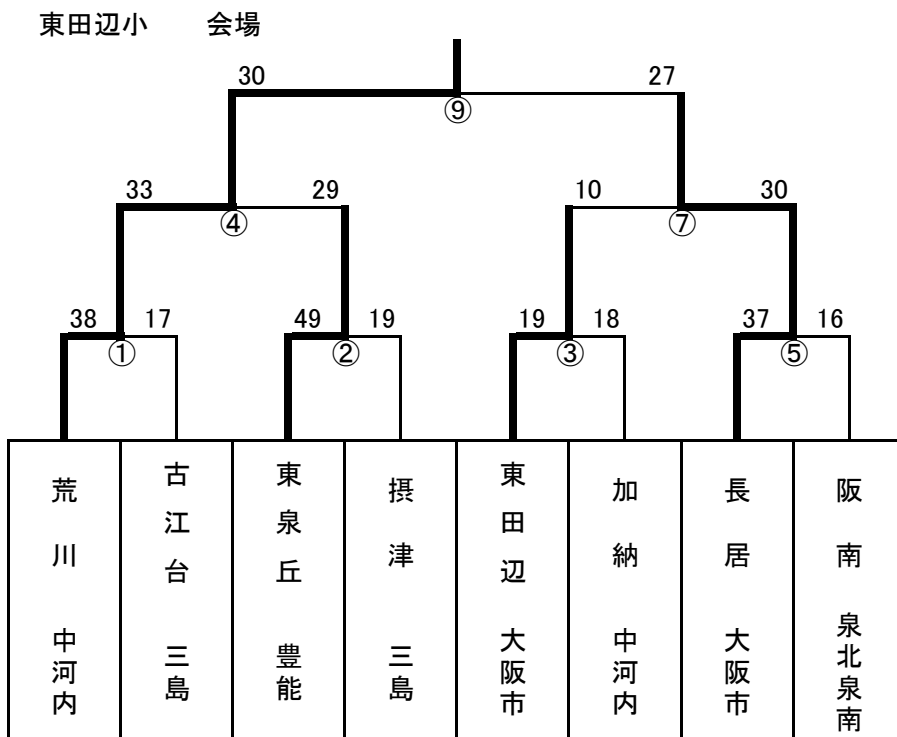 東田辺小 会場
30 27
⑨
33 29 10 30
④ ⑦
38 17 49 19 19 18 37 16
① ② ③ ⑤
荒川 中河内
古江台 三島
東泉丘 豊能
摂津 三島
東田辺 大阪市
加納 中河内
長居 大阪市
阪南 泉北泉南